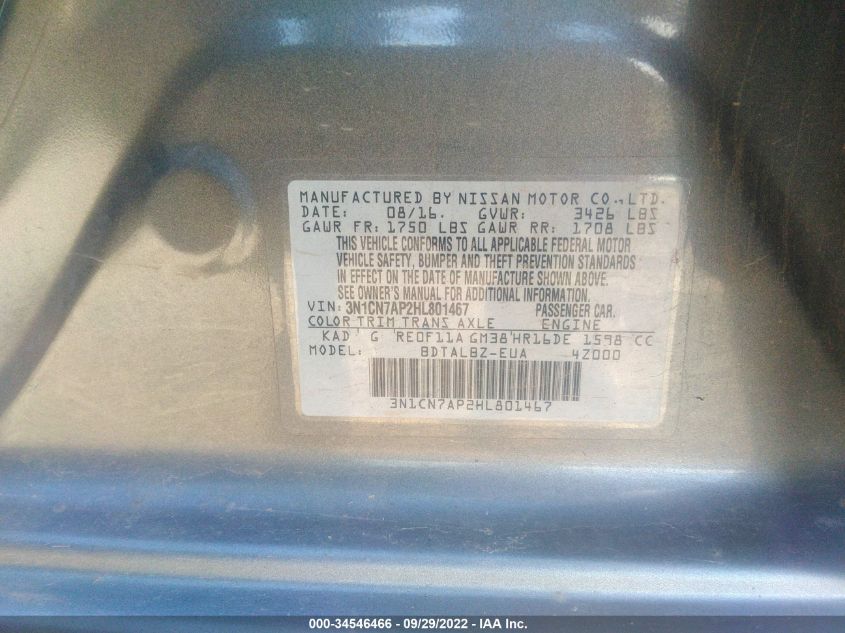 MANUFACTURED BY NISSAN MOTOR CO., LTD.
DATE: 08/16. GVWR: 3426 LBS
GAWR FR: 1750 LBS GAWR RR: 1708 LBS
THIS VEHICLE CONFORMS TO ALL APPLICABLE FEDERAL MOTOR
VEHICLE SAFETY, BUMPER AND THEFT PREVENTION STANDARDS
IN EFFECT ON THE DATE OF MANUFACTURE SHOWN ABOVE.
SEE OWNER'S MANUAL FOR ADDITIONAL INFORMATION.
VIN: 3N1CN7AP2HL801467 PASSENGER CAR.
COLOR TRIM TRANS AXLE ENGINE
KAD G RE0F11A GM38 HR16DE 1598 CC
MODEL: BDTALBZ-EUA 4Z000
3N1CN7AP2HL801467
000-34546466 - 09/29/2022 - IAA Inc.